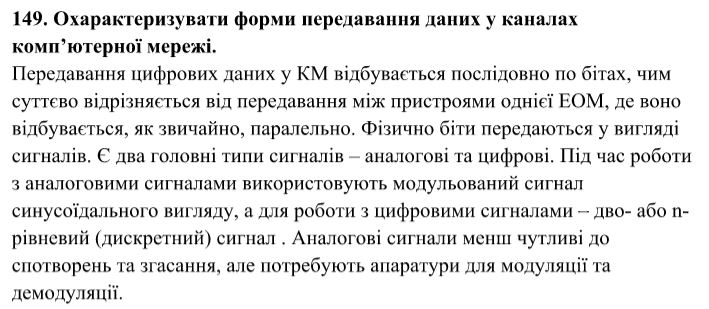 149. Охарактеризувати форми передавання даних у каналах
комп’ютерної мережі.
Передавання цифрових даних у КМ відбувається послідовно по бітах, чим
суттєво відрізняється від передавання між пристроями однієї ЕОМ, де воно
відбувається, як звичайно, паралельно. Фізично біти передаються у вигляді
сигналів. Є два головні типи сигналів – аналогові та цифрові. Під час роботи
з аналоговими сигналами використовують модульований сигнал
синусоїдального вигляду, а для роботи з цифровими сигналами – дво- або n-
рівневий (дискретний) сигнал . Аналогові сигнали менш чутливі до
спотворень та згасання, але потребують апаратури для модуляції та
демодуляції.